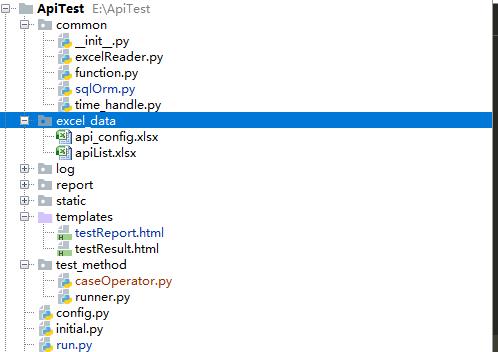 ApiTest E:\ApiTest
common
__init__.py
excelReader.py
function.py
sqlOrm.py
time_handle.py
excel_data
api_config.xlsx
apiList.xlsx
log
report
static
templates
testReport.html
testResult.html
test_method
caseOperator.py
runner.py
config.py
initial.py
run.py